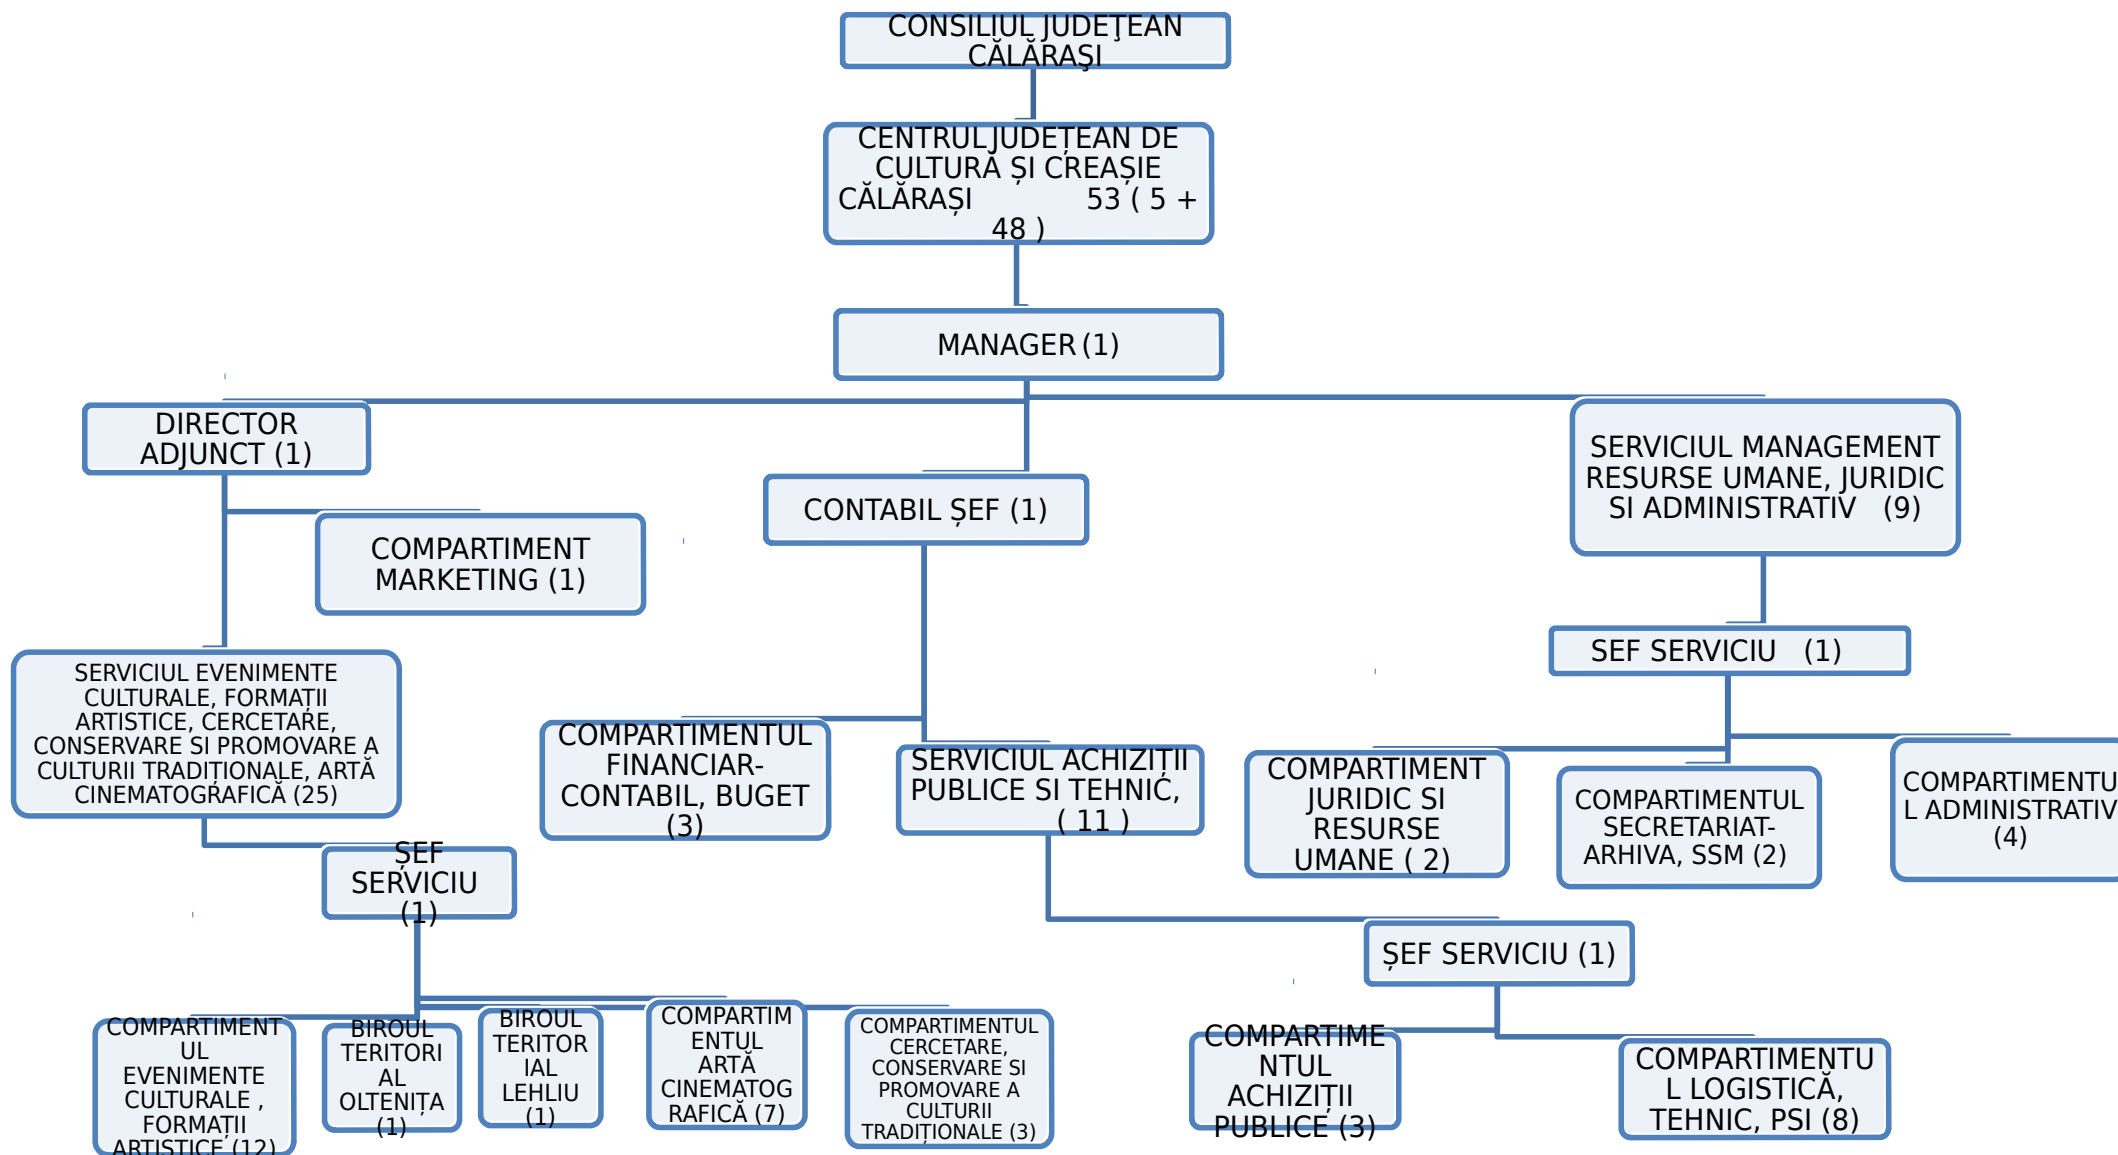 CONSILIUL JUDEŢEAN
CĂLĂRAŞI
CENTRUL JUDEȚEAN DE
CULTURĂ ȘI CREAȘIE
CĂLĂRAȘI 53 ( 5 +
48 )
MANAGER (1)
DIRECTOR
ADJUNCT (1)
COMPARTIMENT
MARKETING (1)
CONTABIL ȘEF (1)
SERVICIUL MANAGEMENT
RESURSE UMANE, JURIDIC
SI ADMINISTRATIV (9)
SEF SERVICIU (1)
SERVICIUL EVENIMENTE
CULTURALE, FORMAȚII
ARTISTICE, CERCETARE,
CONSERVARE SI PROMOVARE A
CULTURII TRADIȚIONALE, ARTĂ
CINEMATOGRAFICĂ (25)
COMPARTIMENTUL
FINANCIAR-
CONTABIL, BUGET
(3)
SERVICIUL ACHIZIȚII
PUBLICE SI TEHNIC,
( 11 )
COMPARTIMENT
JURIDIC SI
RESURSE
UMANE ( 2)
COMPARTIMENTUL
SECRETARIAT-
ARHIVA, SSM (2)
COMPARTIMENTU
L ADMINISTRATIV
(4)
ȘEF
SERVICIU
(1)
ȘEF SERVICIU (1)
COMPARTIMENT
UL
EVENIMENTE
CULTURALE ,
FORMAȚII
ARTISTICE (12)
BIROUL
TERITORI
AL
OLTENIȚA
(1)
BIROUL
TERITOR
IAL
LEHLIU
(1)
COMPARTIM
ENTUL
ARTĂ
CINEMATOG
RAFICĂ (7)
COMPARTIMENTUL
CERCETARE,
CONSERVARE SI
PROMOVARE A
CULTURII
TRADIȚIONALE (3)
COMPARTIME
NTUL
ACHIZIȚII
PUBLICE (3)
COMPARTIMENTU
L LOGISTICĂ,
TEHNIC, PSI (8)